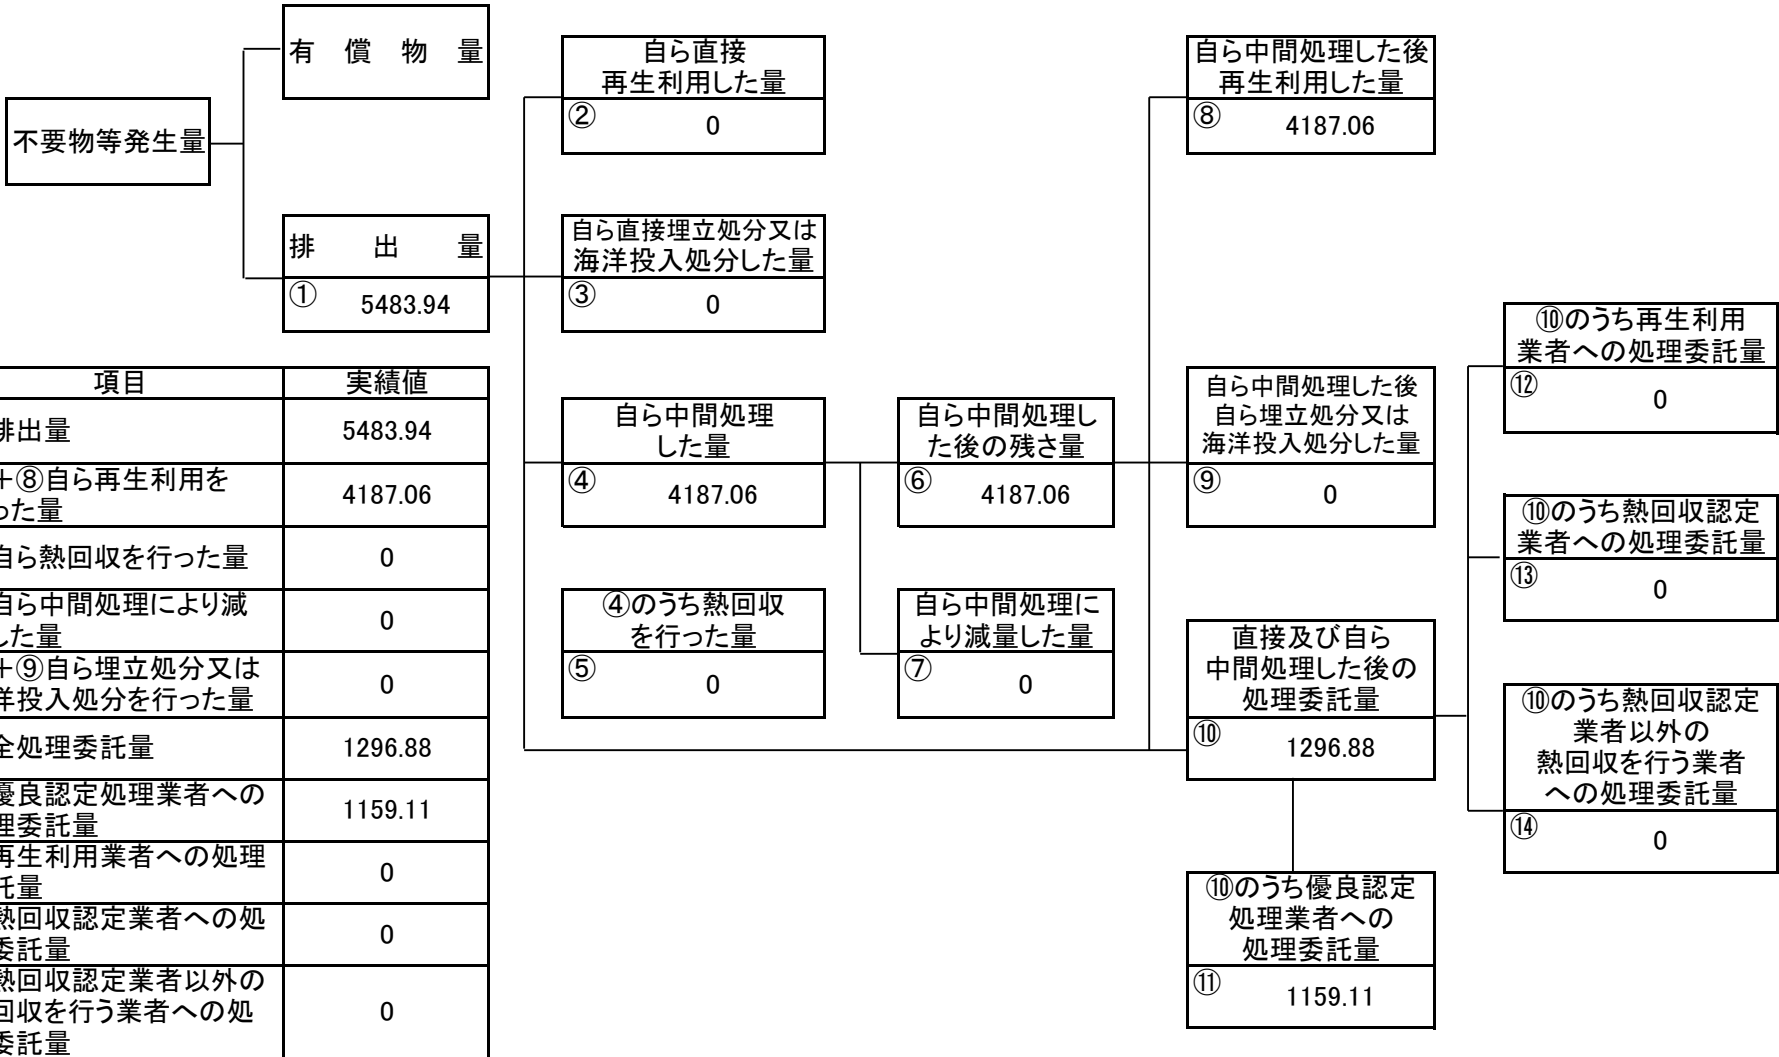 有償物量
不要物等発生量
排出量
①
5483.94
自ら直接
再生利用した量
②
0
自ら直接埋立処分又は
海洋投入処分した量
③
0
自ら中間処理
した量
④
4187.06
④のうち熱回収
を行った量
⑤
0
自ら中間処理し
た後の残さ量
⑥
4187.06
自ら中間処理に
より減量した量
⑦
0
自ら中間処理した後
再生利用した量
⑧
4187.06
自ら中間処理した後
自ら埋立処分又は
海洋投入処分した量
⑨
0
直接及び自ら
中間処理した後の
処理委託量
⑩
1296.88
⑩のうち優良認定
処理業者への
処理委託量
⑪
1159.11
⑩のうち再生利用
業者への処理委託量
⑫
0
⑩のうち熱回収認定
業者への処理委託量
⑬
0
⑩のうち熱回収認定
業者以外の
熱回収を行う業者
への処理委託量
⑭
0
項目
実績値
排出量
5483.94
+⑧自ら再生利用を
った量
4187.06
自ら熱回収を行った量
0
自ら中間処理により減
した量
0
+⑨自ら埋立処分又は
洋投入処分を行った量
0
全処理委託量
1296.88
優良認定処理業者への
理委託量
1159.11
再生利用業者への処理
託量
0
熱回収認定業者への処
委託量
0
熱回収認定業者以外の
回収を行う業者への処
委託量
0